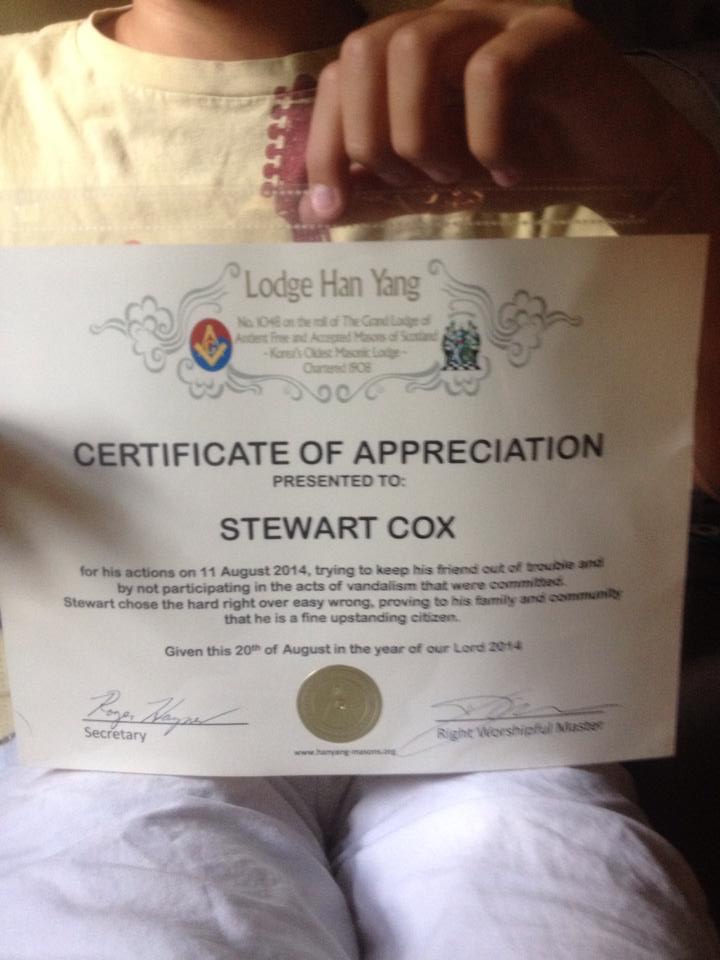 Lodge Han Yang
No. 1048 on the roll of The Grand Lodge of
Ancient Free and Accepted Masons of Scotland
- Korea's Oldest Masonic Lodge -
Chartered 1908
G
CERTIFICATE OF APPRECIATION
PRESENTED TO:
STEWART COX
for his actions on 11 August 2014, trying to keep his friend out of trouble and
by not participating in the acts of vandalism that were committed.
Stewart chose the hard right over easy wrong, proving to his family and community
that he is a fine upstanding citizen.
Given this 20th of August in the year of our Lord 2014
Roger
Secretary
Right Worshipful Master
www.hanyang-masons.org